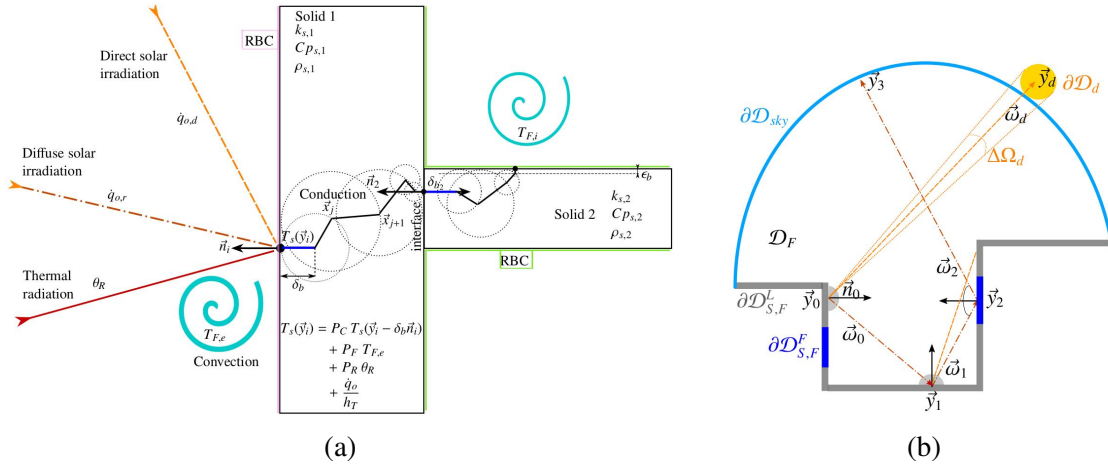 Solid 1
RBC
k_{s,1}
Cp_{s,1}
ρ_{s,1}
Direct solar
irradiation
q̇_{o,d}
Diffuse solar
irradiation
q̇_{o,r}
T_{F,i}
n⃗_2
δ_{b_2}
ϵ_b
Conduction
x⃗_j
x⃗_{j+1}
interface
k_{s,2}
Solid 2
Cp_{s,2}
ρ_{s,2}
n⃗_i
T_s(y⃗_i)
RBC
Thermal
radiation
θ_R
δ_b
T_{F,e}
Convection
T_s(y⃗_i) = P_C T_s(y⃗_i − δ_b n⃗_i)
+ P_F T_{F,e}
+ P_R θ_R
+ q̇_o / h_T
(a)
y⃗_3
y⃗_d
∂𝒟_d
∂𝒟_{sky}
ω⃗_d
ΔΩ_d
𝒟_F
∂𝒟^L_{S,F}
y⃗_0
n⃗_0
ω⃗_2
y⃗_2
∂𝒟^F_{S,F}
ω⃗_0
ω⃗_1
y⃗_1
(b)